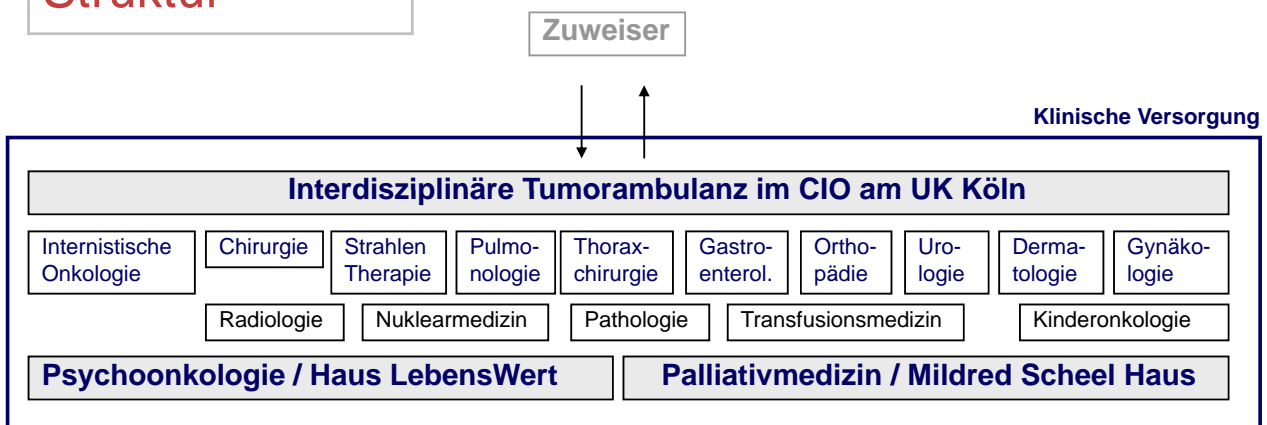 Struktur
Zuweiser
Klinische Versorgung
Interdisziplinäre Tumorambulanz im CIO am UK Köln
Internistische
Onkologie
Chirurgie
Strahlen
Therapie
Pulmo-
nologie
Thorax-
chirurgie
Gastro-
enterol.
Ortho-
pädie
Uro-
logie
Derma-
tologie
Gynäko-
logie
Radiologie
Nuklearmedizin
Pathologie
Transfusionsmedizin
Kinderonkologie
Psychoonkologie / Haus LebensWert
Palliativmedizin / Mildred Scheel Haus